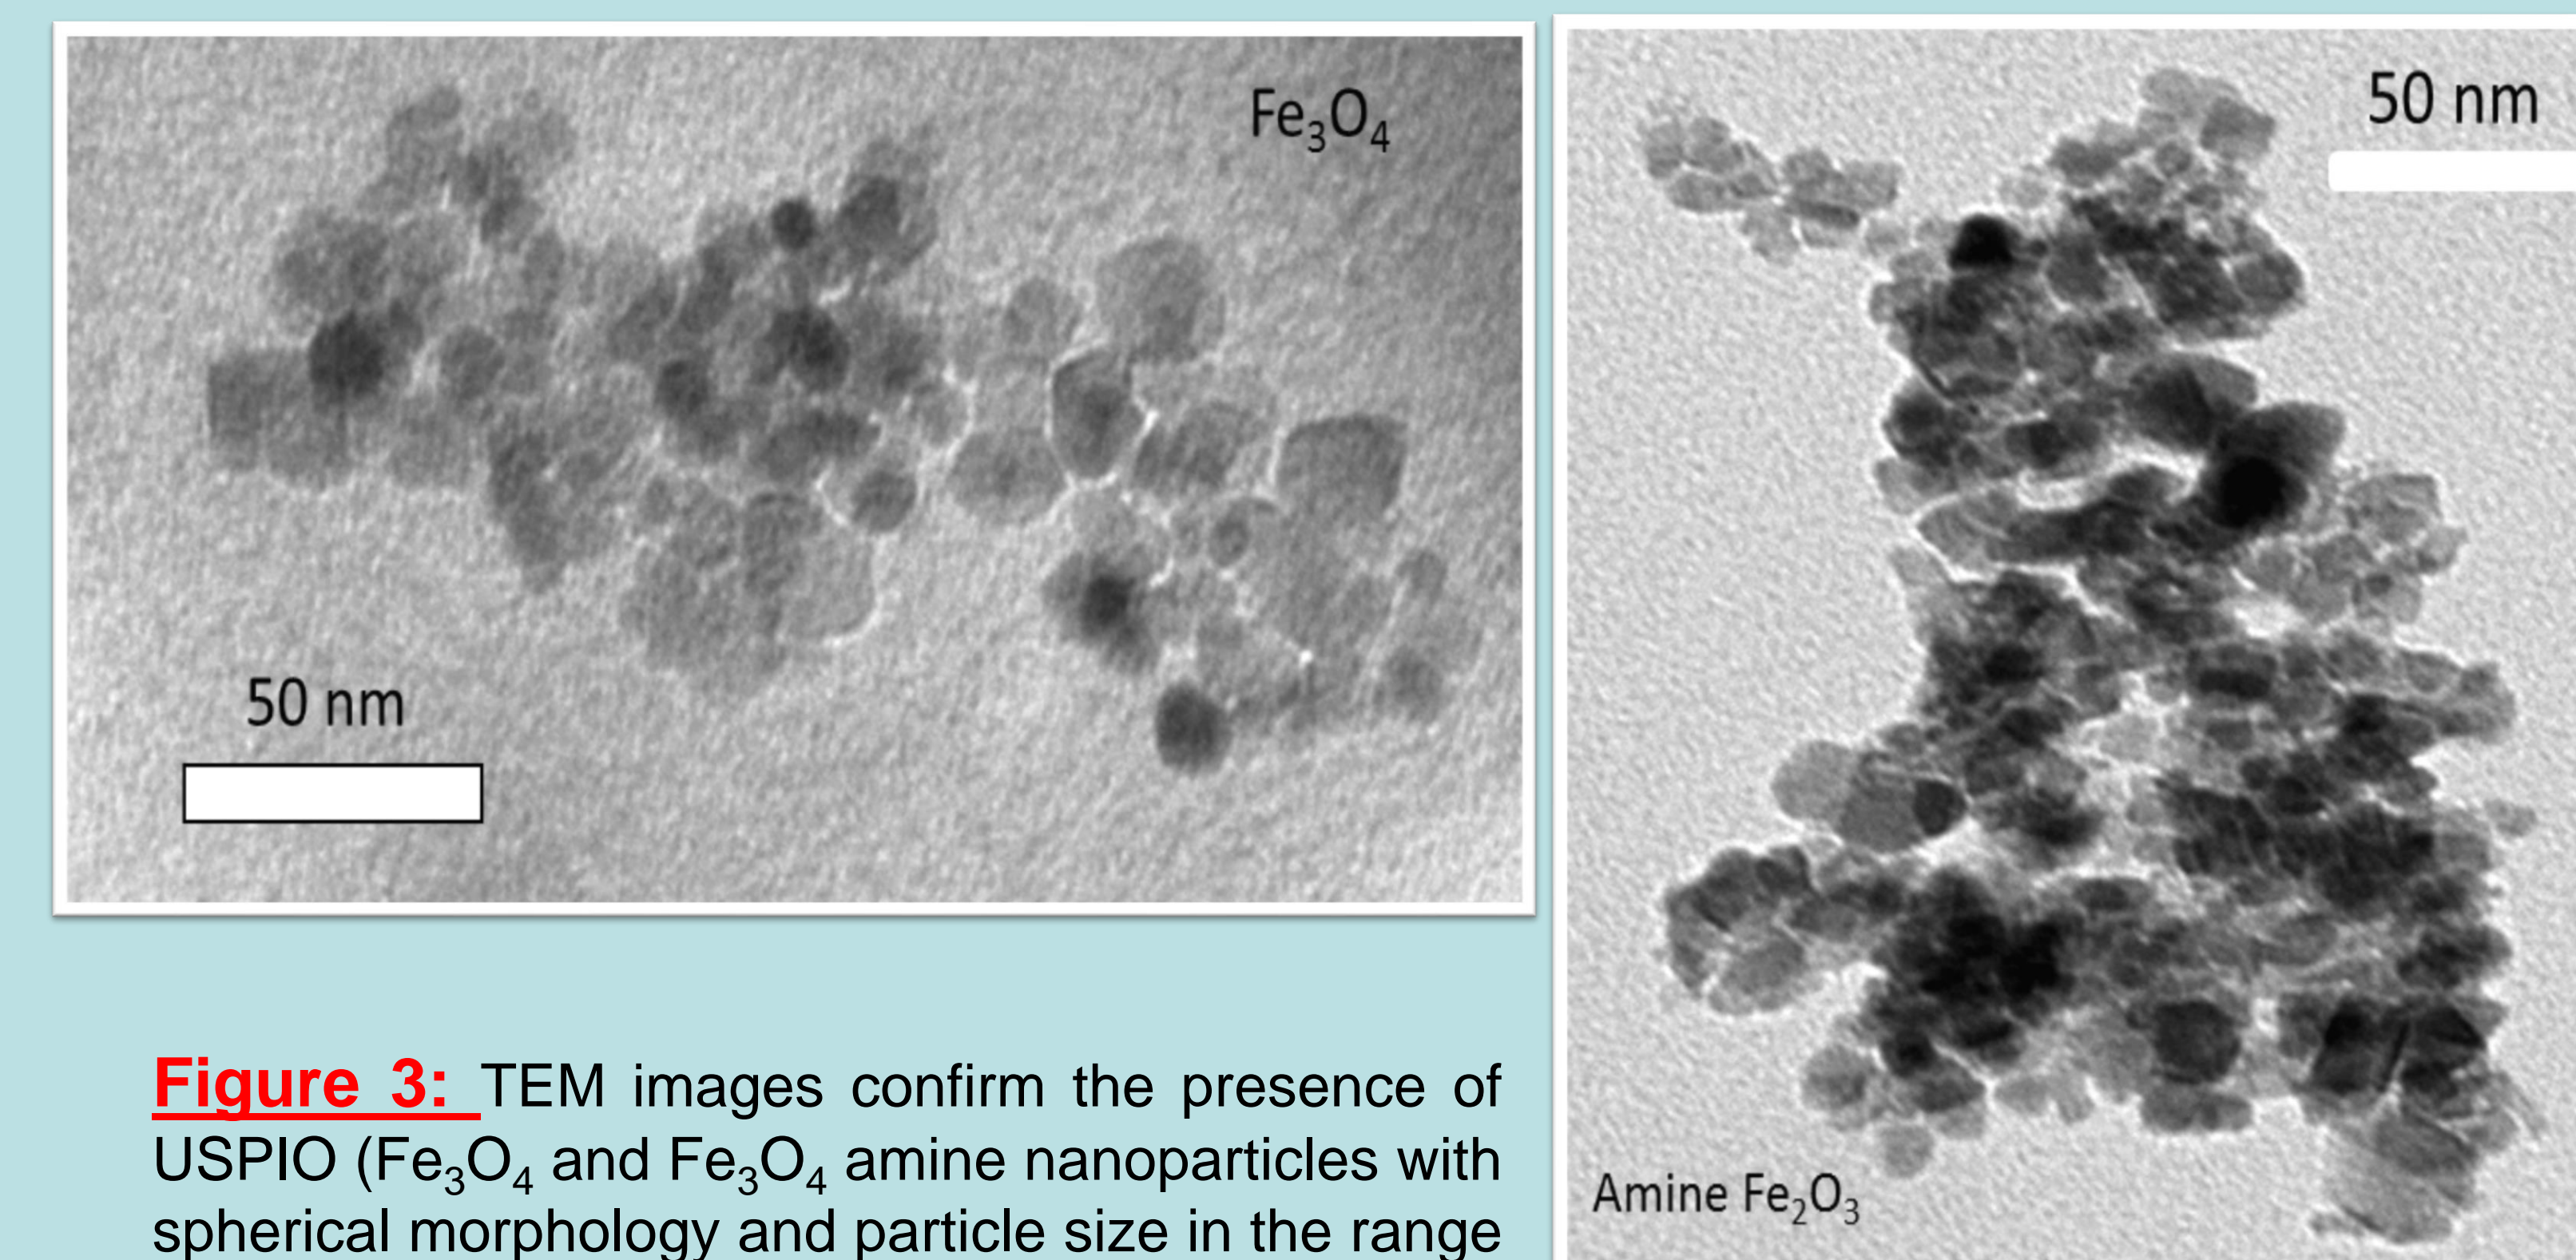 Fe₃O₄
50 nm
50 nm
Amine Fe₂O₃
Figure 3: TEM images confirm the presence of
USPIO (Fe₃O₄ and Fe₃O₄ amine nanoparticles with
spherical morphology and particle size in the range